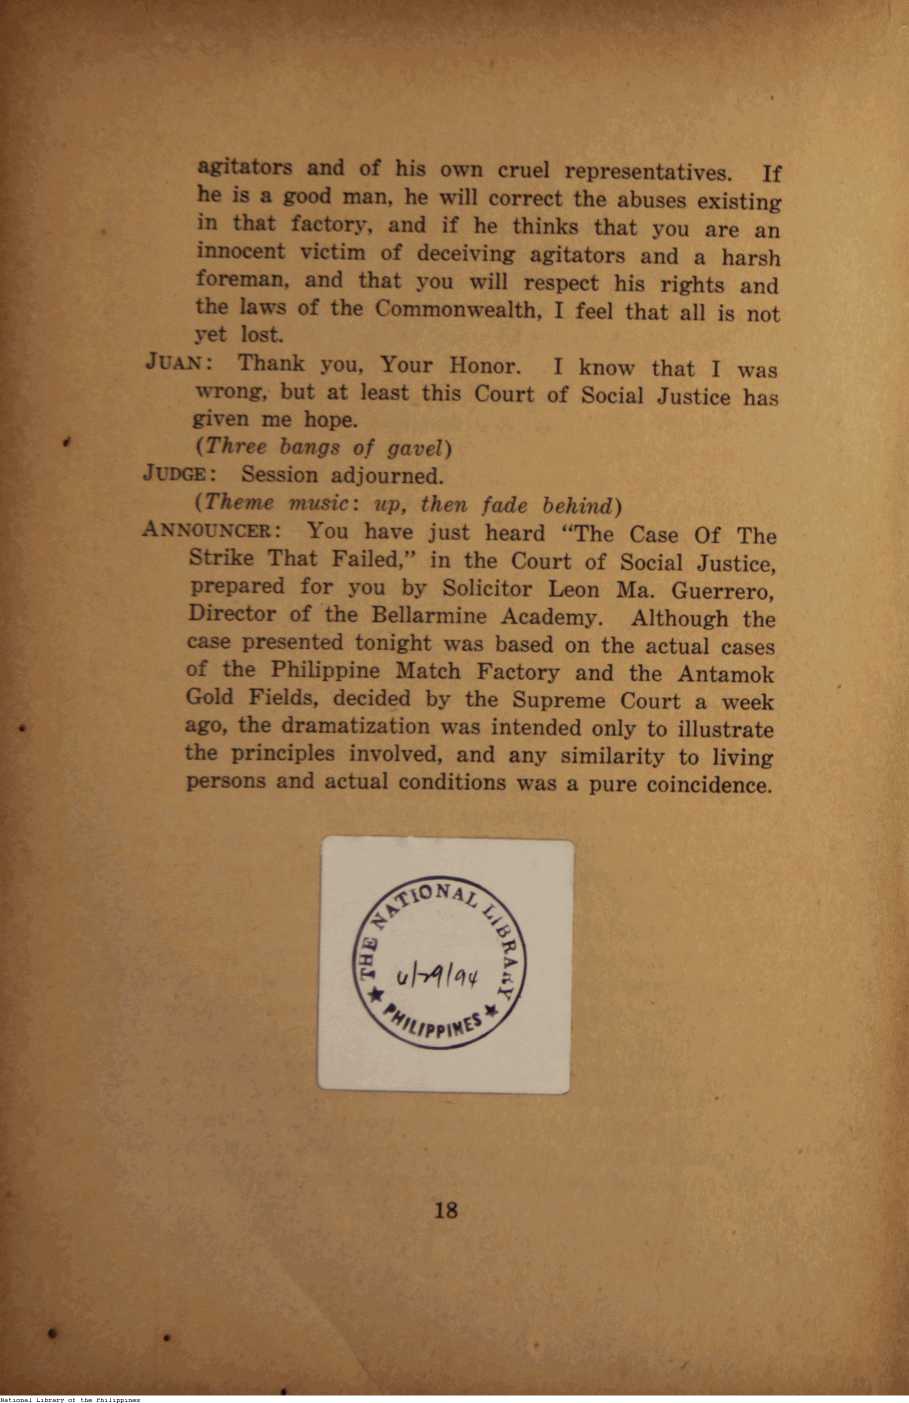 agitators and of his own cruel representatives. If
he is a good man, he will correct the abuses existing
in that factory, and if he thinks that you are an
innocent victim of deceiving agitators and a harsh
foreman, and that you will respect his rights and
the laws of the Commonwealth, I feel that all is not
yet lost.
JUAN: Thank you, Your Honor. I know that I was
wrong, but at least this Court of Social Justice has
given me hope.
(Three bangs of gavel)
JUDGE: Session adjourned.
(Theme music: up, then fade behind)
ANNOUNCER: You have just heard “The Case Of The
Strike That Failed,” in the Court of Social Justice,
prepared for you by Solicitor Leon Ma. Guerrero,
Director of the Bellarmine Academy. Although the
case presented tonight was based on the actual cases
of the Philippine Match Factory and the Antamok
Gold Fields, decided by the Supreme Court a week
ago, the dramatization was intended only to illustrate
the principles involved, and any similarity to living
persons and actual conditions was a pure coincidence.
THE NATIONAL LIBRARY
PHILIPPINES
18
National Library of the Philippines